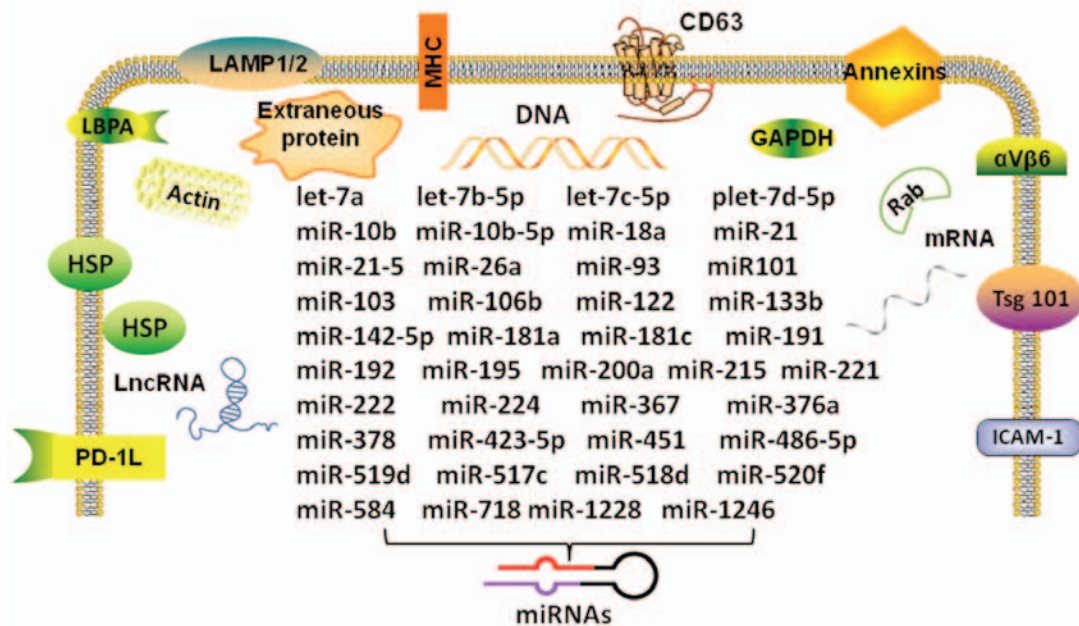 CD63
LAMP1/2
MHC
Annexins
LBPA
Extraneous
protein
DNA
GAPDH
αVβ6
Actin
Rab
let-7a let-7b-5p let-7c-5p plet-7d-5p
miR-10b miR-10b-5p miR-18a miR-21
mRNA
HSP
miR-21-5 miR-26a miR-93 miR101
Tsg 101
miR-103 miR-106b miR-122 miR-133b
HSP
miR-142-5p miR-181a miR-181c miR-191
LncRNA
miR-192 miR-195 miR-200a miR-215 miR-221
miR-222 miR-224 miR-367 miR-376a
miR-378 miR-423-5p miR-451 miR-486-5p
ICAM-1
PD-1L
miR-519d miR-517c miR-518d miR-520f
miR-584 miR-718 miR-1228 miR-1246
miRNAs